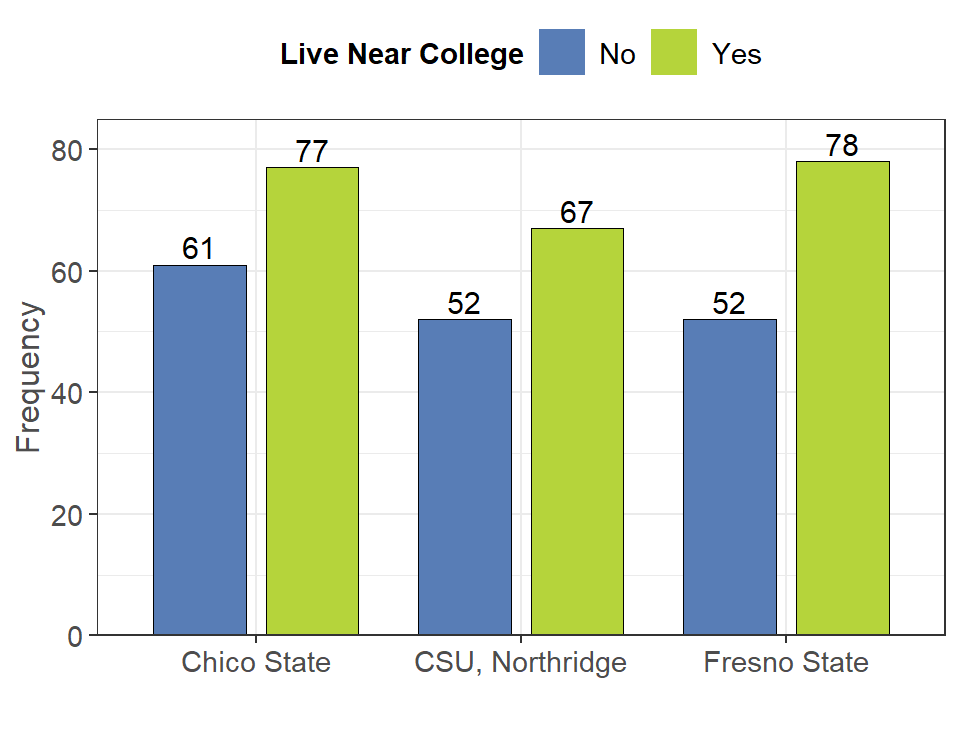 Live Near College No Yes
80
60
40
20
0
Frequency
61
77
52
67
52
78
Chico State
CSU, Northridge
Fresno State